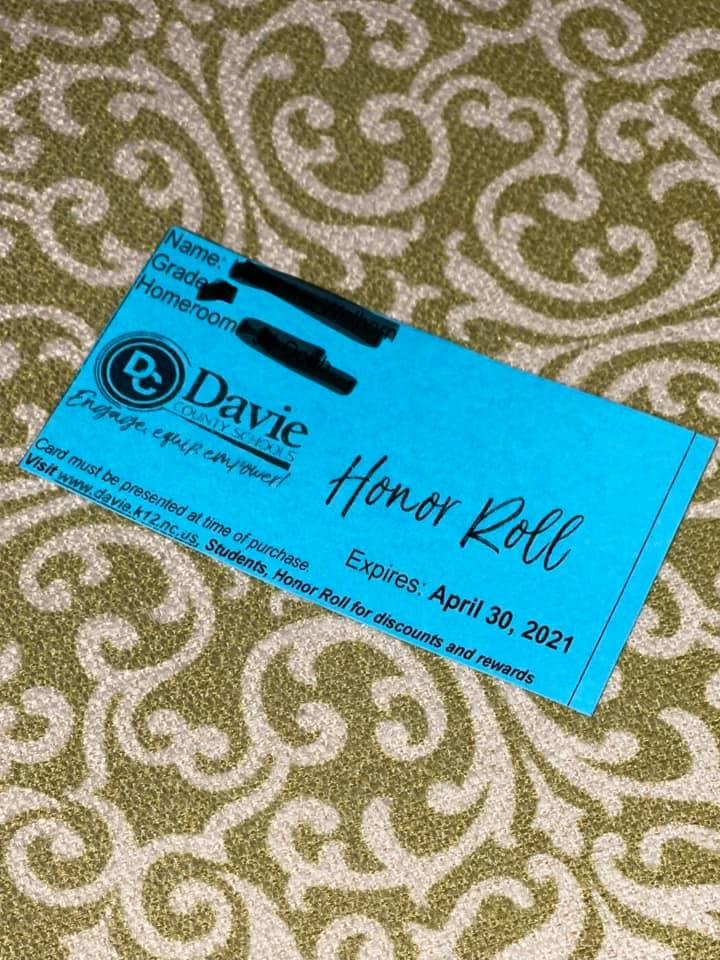 Name:
Grade
Homeroom
DC
Davie
COUNTY SCHOOLS
Engage, equip, empower!
Honor Roll
Card must be presented at time of purchase.
Expires: April 30, 2021
Visit www.davie.k12.nc.us, Students, Honor Roll for discounts and rewards